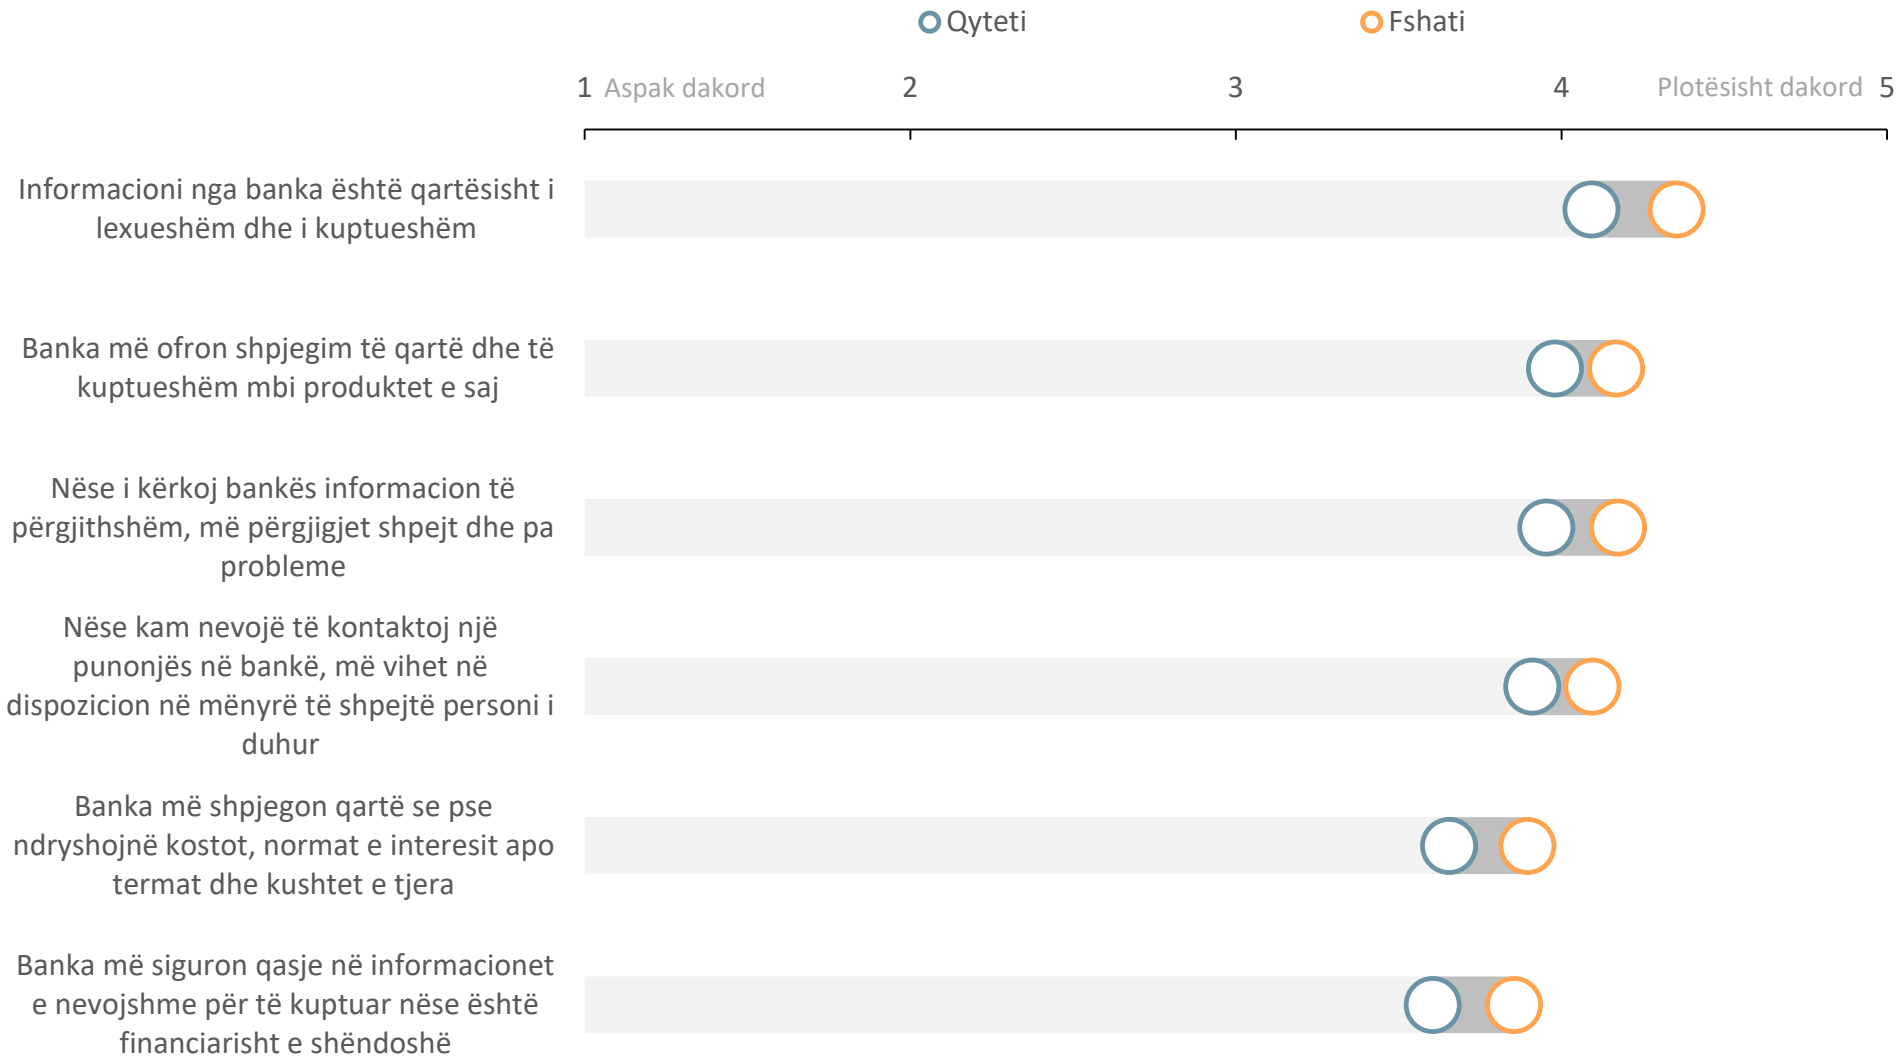 Qyteti
Fshati
1 Aspak dakord 2 3 4 Plotësisht dakord 5
Informacioni nga banka është qartësisht i
lexueshëm dhe i kuptueshëm
Banka më ofron shpjegim të qartë dhe të
kuptueshëm mbi produktet e saj
Nëse i kërkoj bankës informacion të
përgjithshëm, më përgjigjet shpejt dhe pa
probleme
Nëse kam nevojë të kontaktoj një
punonjës në bankë, më vihet në
dispozicion në mënyrë të shpejtë personi i
duhur
Banka më shpjegon qartë se pse
ndryshojnë kostot, normat e interesit apo
termat dhe kushtet e tjera
Banka më siguron qasje në informacionet
e nevojshme për të kuptuar nëse është
financiarisht e shëndoshë